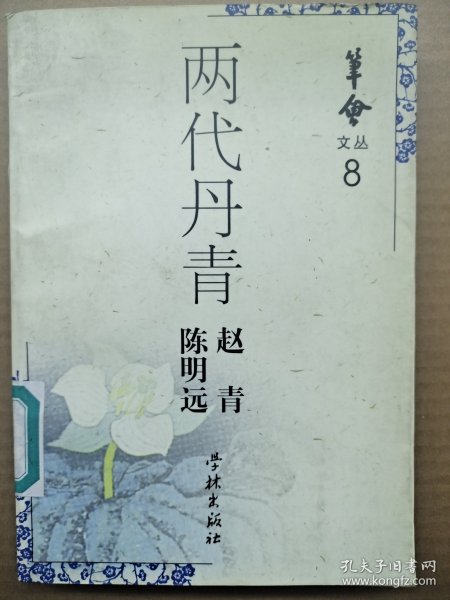 笔会
文丛
8
两代丹青
赵青
陈明远
学林出版社
孔夫子旧书网
www.kongfz.com